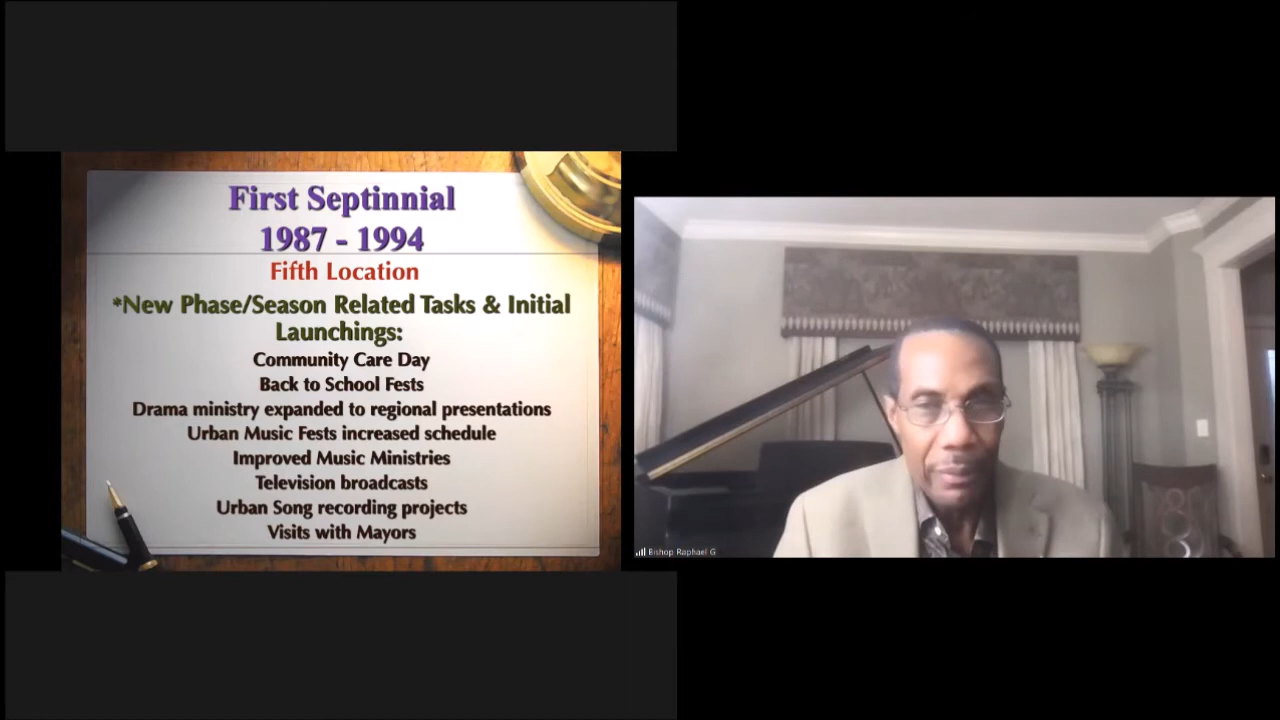 First Septinnial
1987 - 1994
Fifth Location
*New Phase/Season Related Tasks & Initial
Launchings:
Community Care Day
Back to School Fests
Drama ministry expanded to regional presentations
Urban Music Fests increased schedule
Improved Music Ministries
Television broadcasts
Urban Song recording projects
Visits with Mayors
Bishop Raphael G